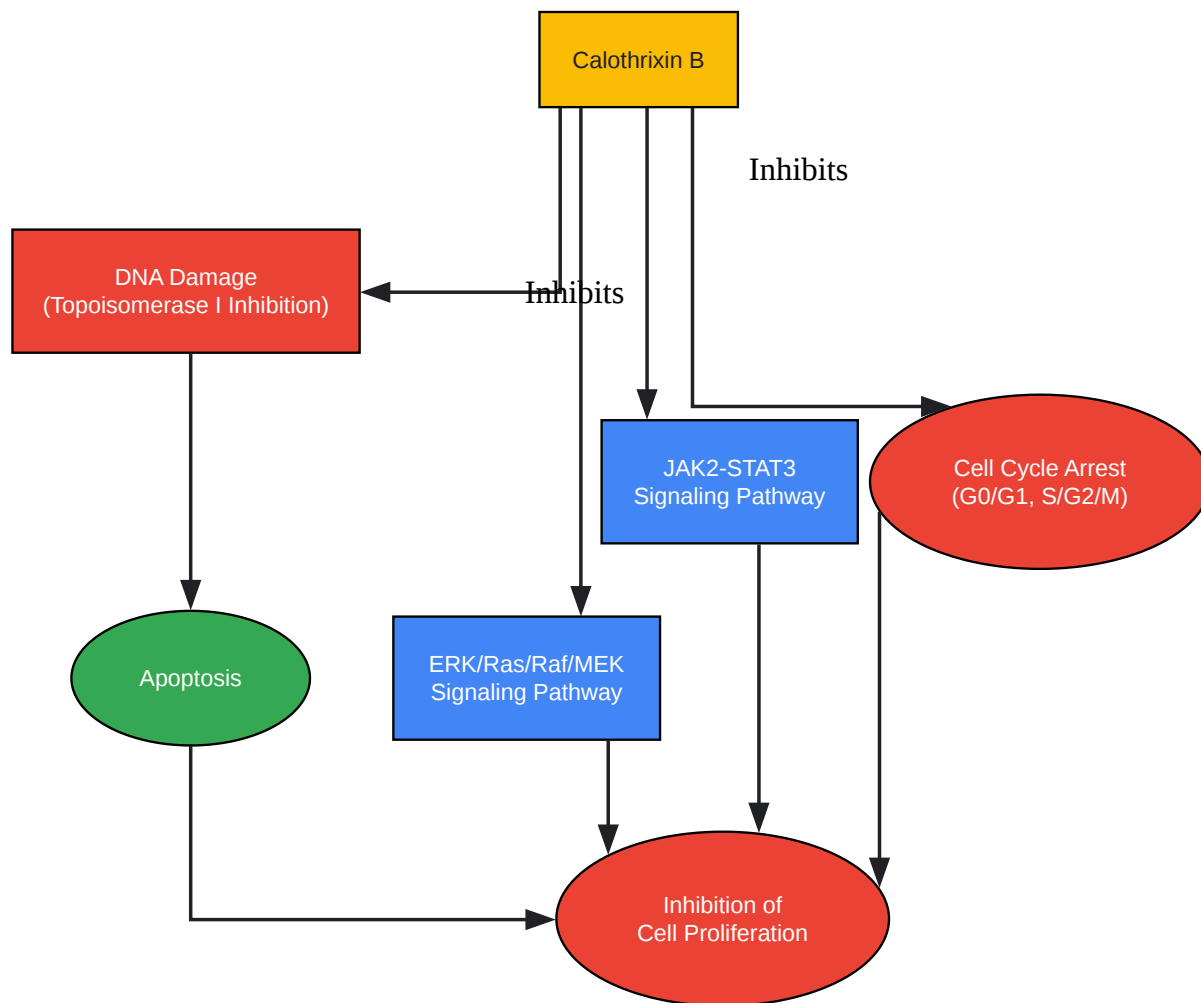 Calothrixin B
Inhibits
DNA Damage
(Topoisomerase I Inhibition)
Inhibits
JAK2-STAT3
Signaling Pathway
Cell Cycle Arrest
(G0/G1, S/G2/M)
Apoptosis
ERK/Ras/Raf/MEK
Signaling Pathway
Inhibition of
Cell Proliferation